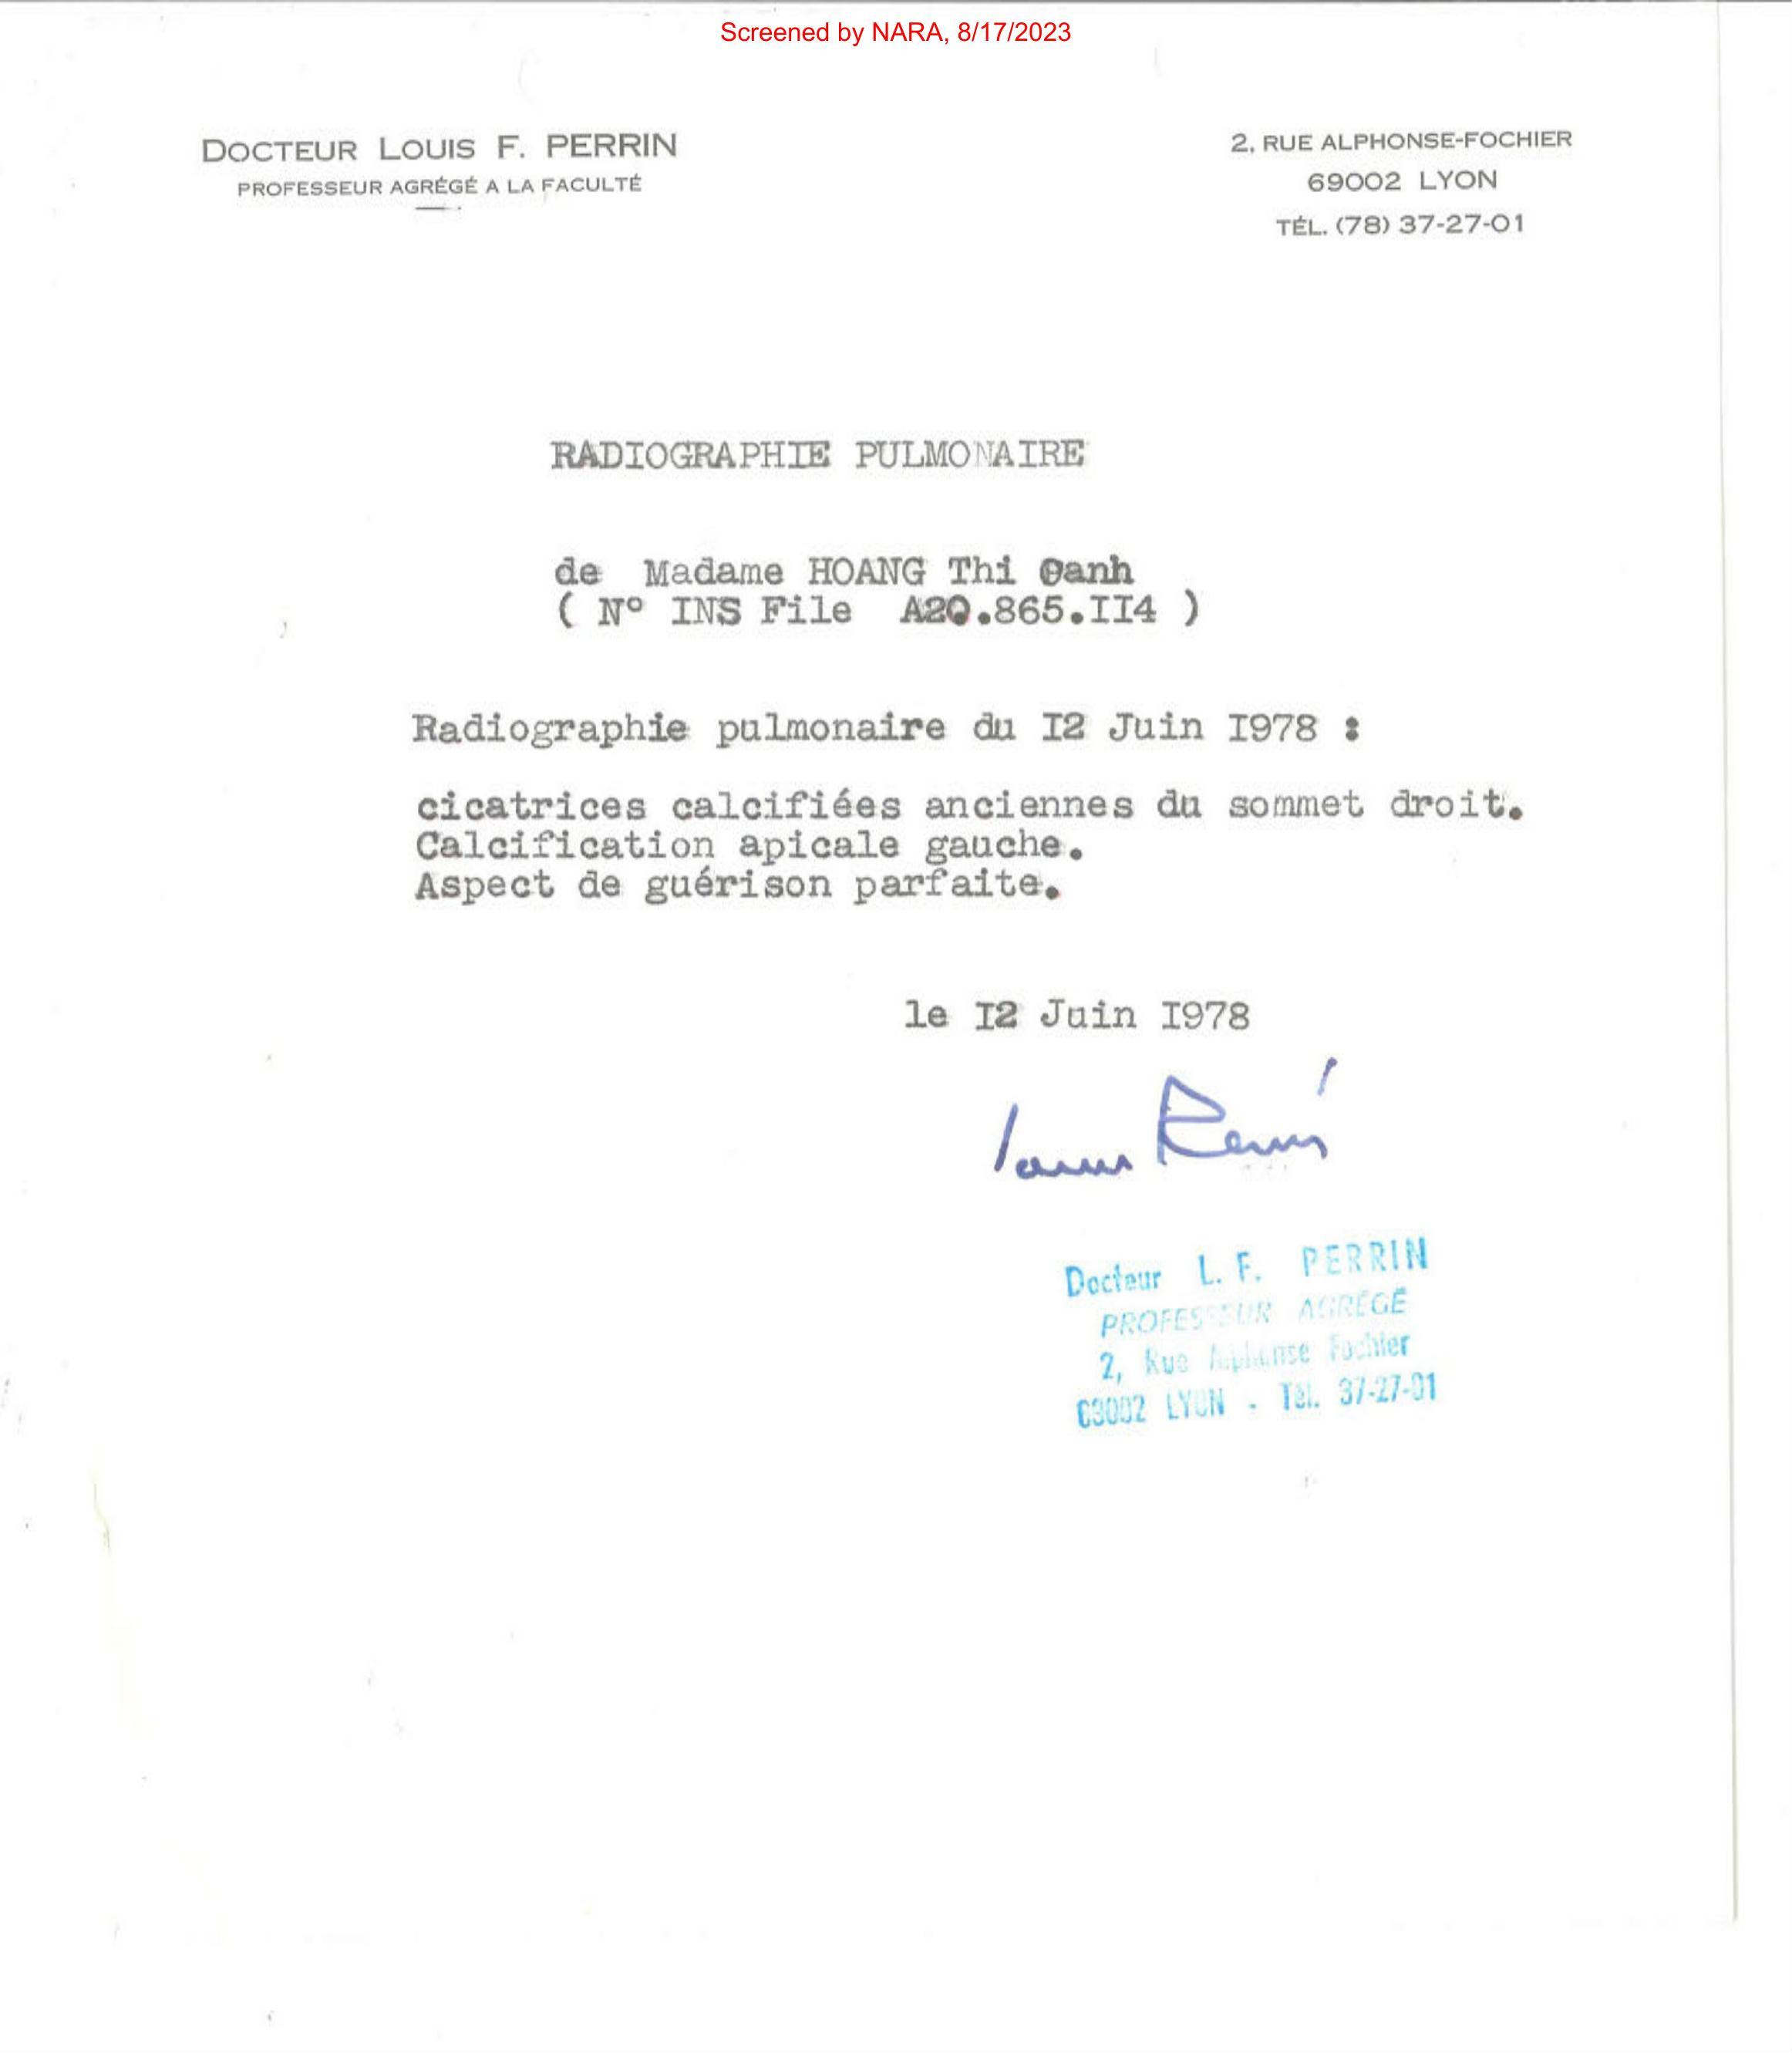 Screened by NARA, 8/17/2023
DOCTEUR LOUIS F. PERRIN
PROFESSEUR AGRÉGÉ A LA FACULTÉ
2, RUE ALPHONSE-FOCHIER
69002 LYON
TÉL. (78) 37-27-01
RADIOGRAPHIE PULMONAIRE
de Madame HOANG Thi Oanh
( N° INS File A20.865.II4 )
Radiographie pulmonaire du I2 Juin I978 :
cicatrices calcifiées anciennes du sommet droit.
Calcification apicale gauche.
Aspect de guérison parfaite.
le I2 Juin I978
Docteur L. F. PERRIN
PROFESSEUR AGRÉGÉ
2, Rue Alphonse Fochier
69002 LYON - Tél. 37-27-01